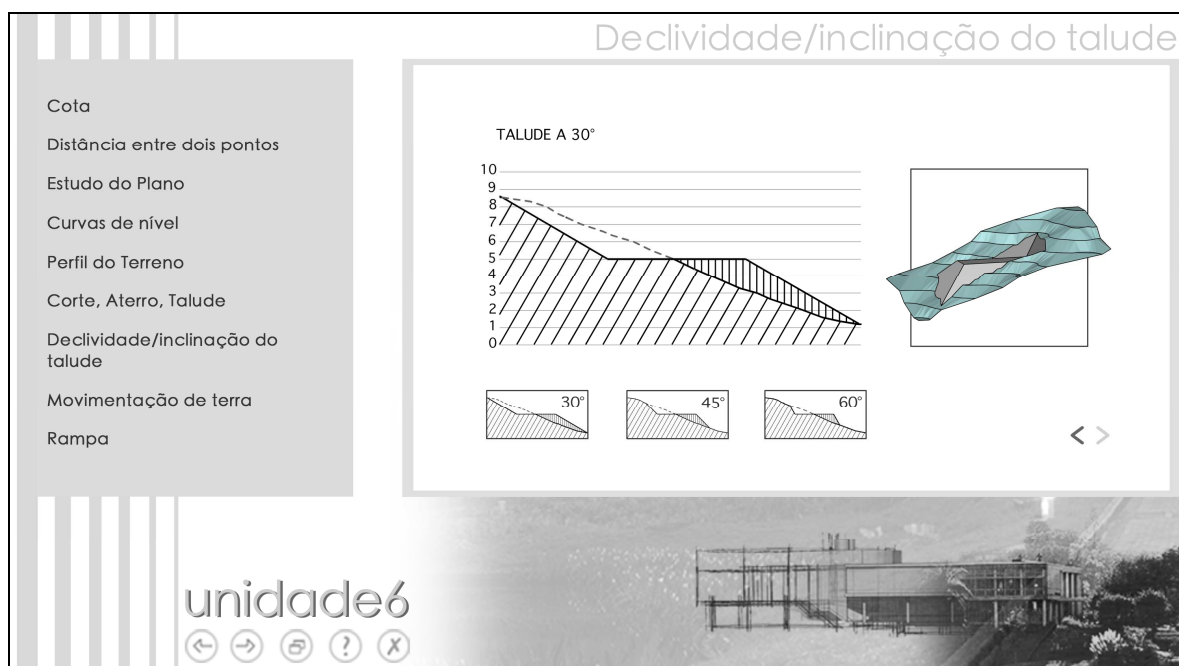 Declividade/inclinação do talude
Cota
Distância entre dois pontos
Estudo do Plano
Curvas de nível
Perfil do Terreno
Corte, Aterro, Talude
Declividade/inclinação do
talude
Movimentação de terra
Rampa
TALUDE A 30°
10
9
8
7
6
5
4
3
2
1
0
30°
45°
60°
unidade6